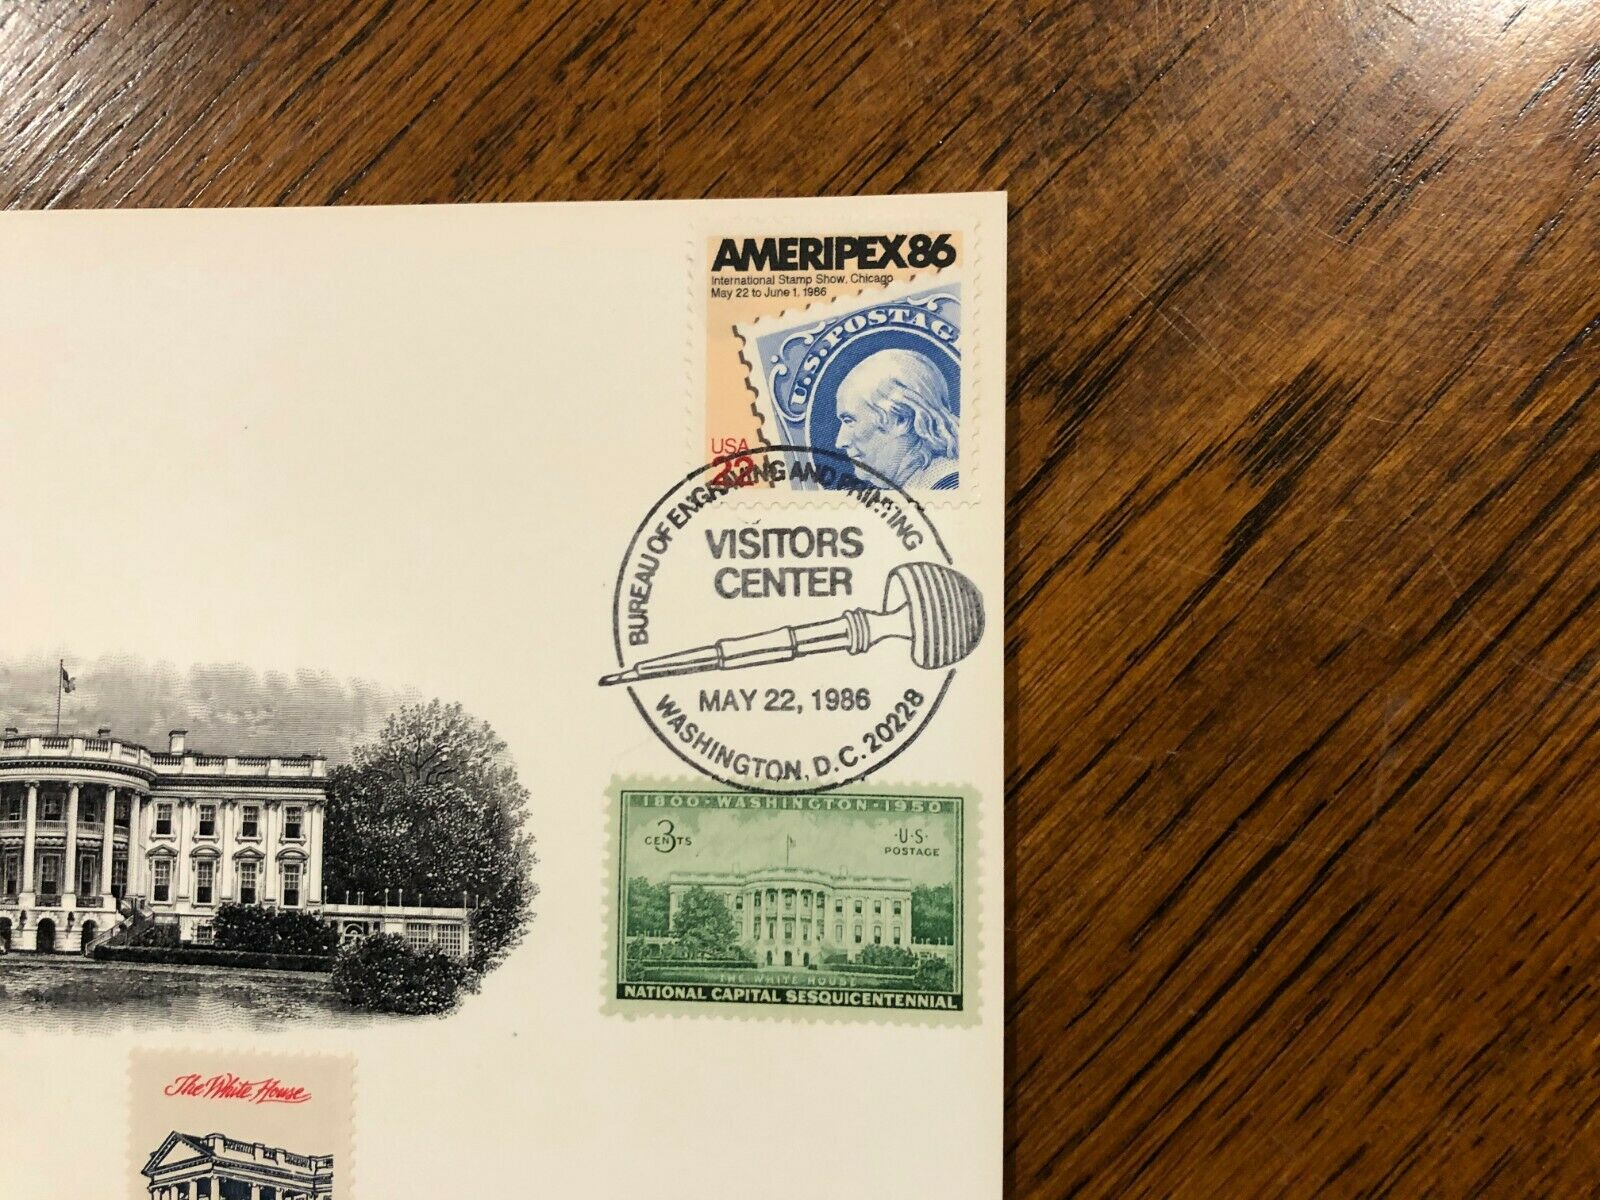 AMERIPEX86
International Stamp Show, Chicago
May 22 to June 1, 1986
U.S. POSTAG
USA
22
BUREAU OF ENGRAVING AND PRINTING
VISITORS
CENTER
MAY 22, 1986
WASHINGTON, D.C. 20228
1800 · WASHINGTON · 1950
3
CENTS
· U · S ·
POSTAGE
THE WHITE HOUSE
NATIONAL CAPITAL SESQUICENTENNIAL
The White House